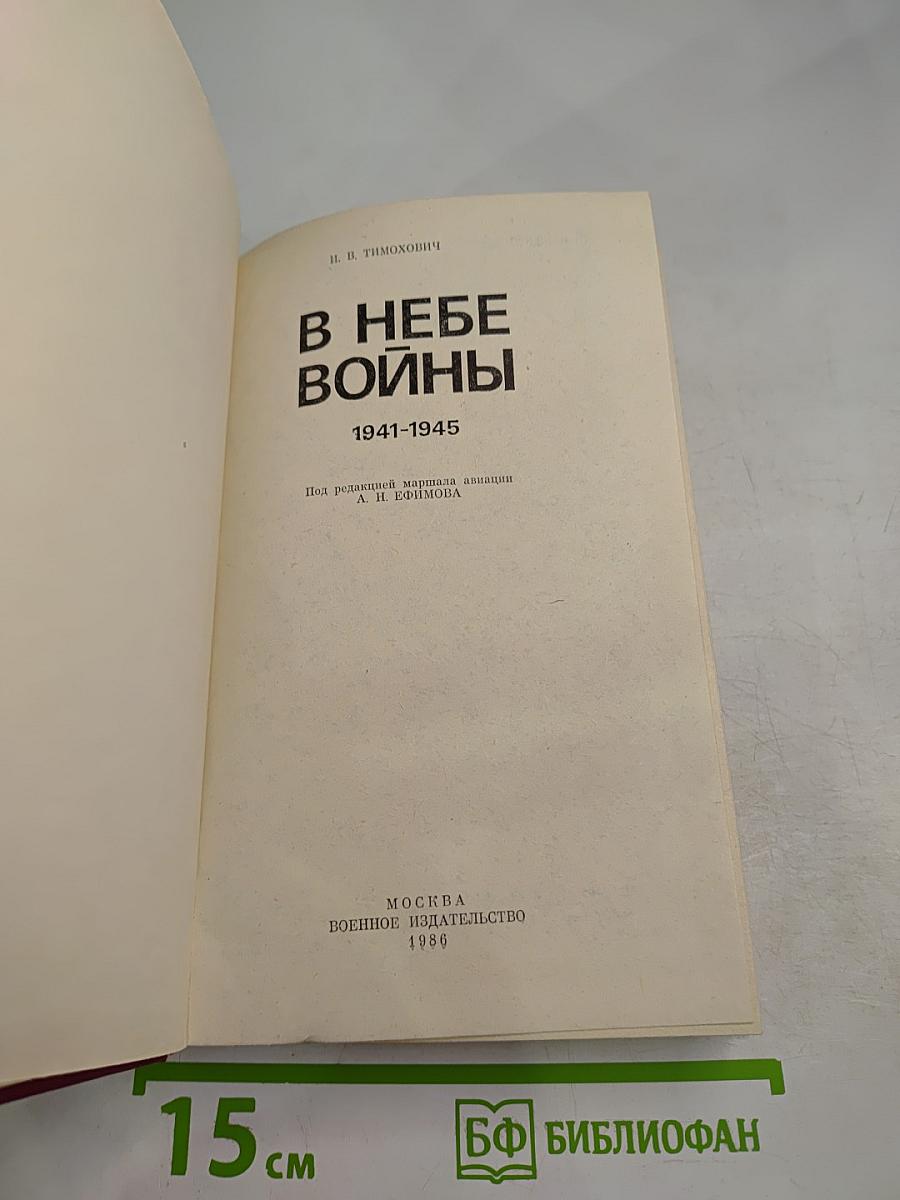 И. В. ТИМОХОВИЧ
В НЕБЕ
ВОЙНЫ
1941-1945
Под редакцией маршала авиации
А. Н. ЕФИМОВА
МОСКВА
ВОЕННОЕ ИЗДАТЕЛЬСТВО
1986
15 см
БФ БИБЛИОФАН